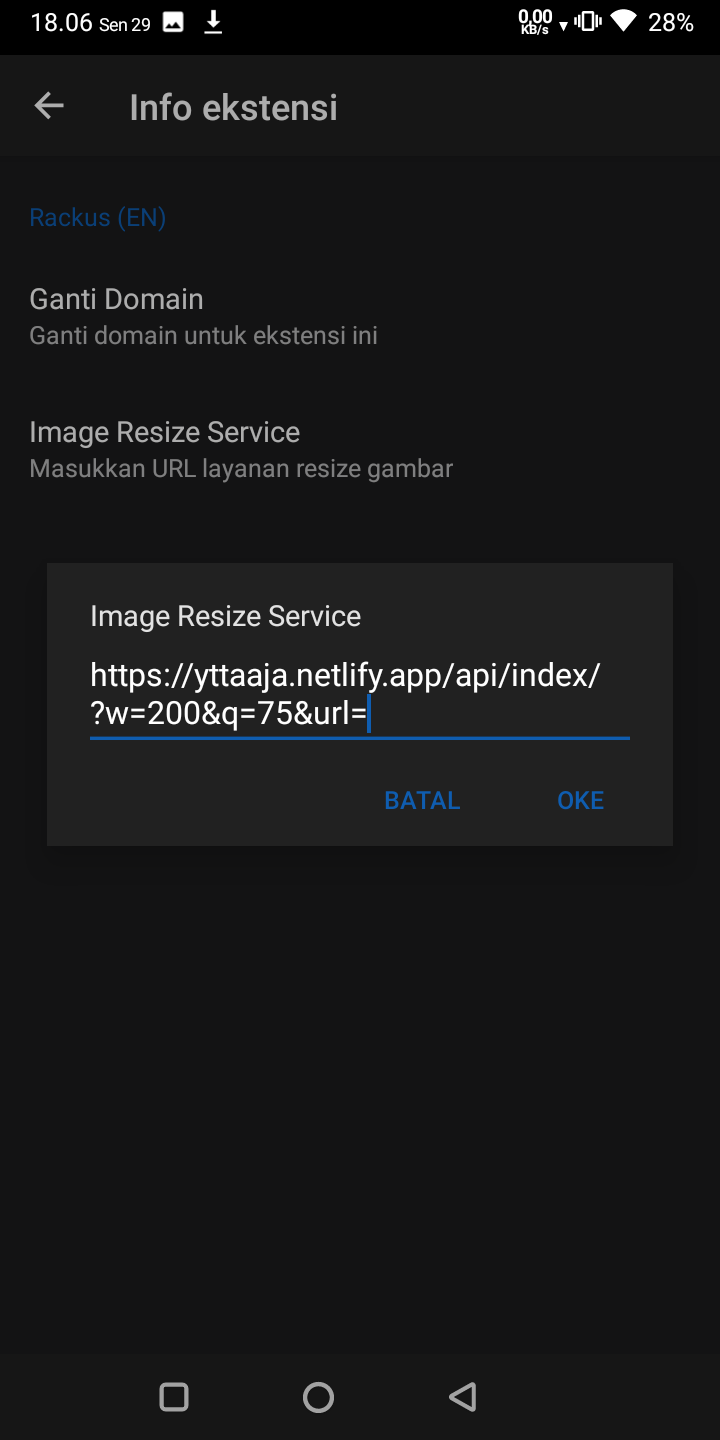 18.06 Sen 29
0,00
KB/s
28%
Info ekstensi
Rackus (EN)
Ganti Domain
Ganti domain untuk ekstensi ini
Image Resize Service
Masukkan URL layanan resize gambar
Image Resize Service
https://yttaaja.netlify.app/api/index/
?w=200&q=75&url=
BATAL OKE